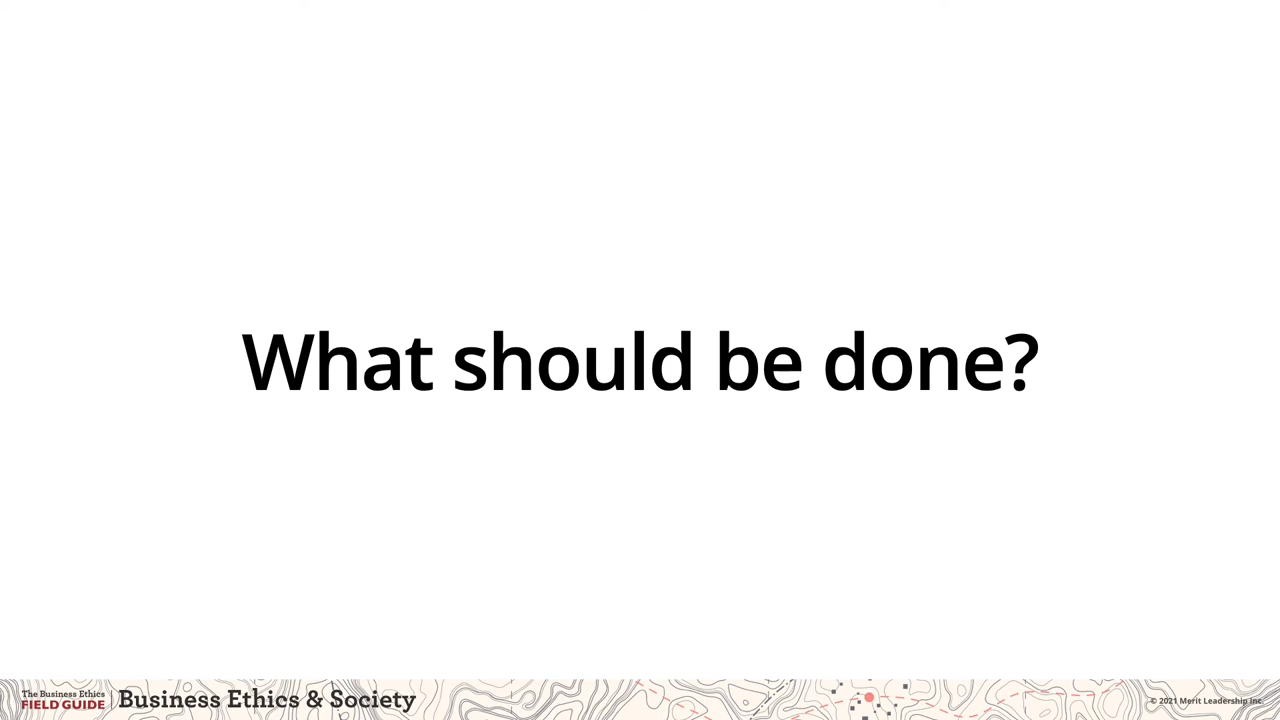 What should be done?
The Business Ethics
FIELD GUIDE
Business Ethics & Society
© 2021 Merit Leadership Inc.